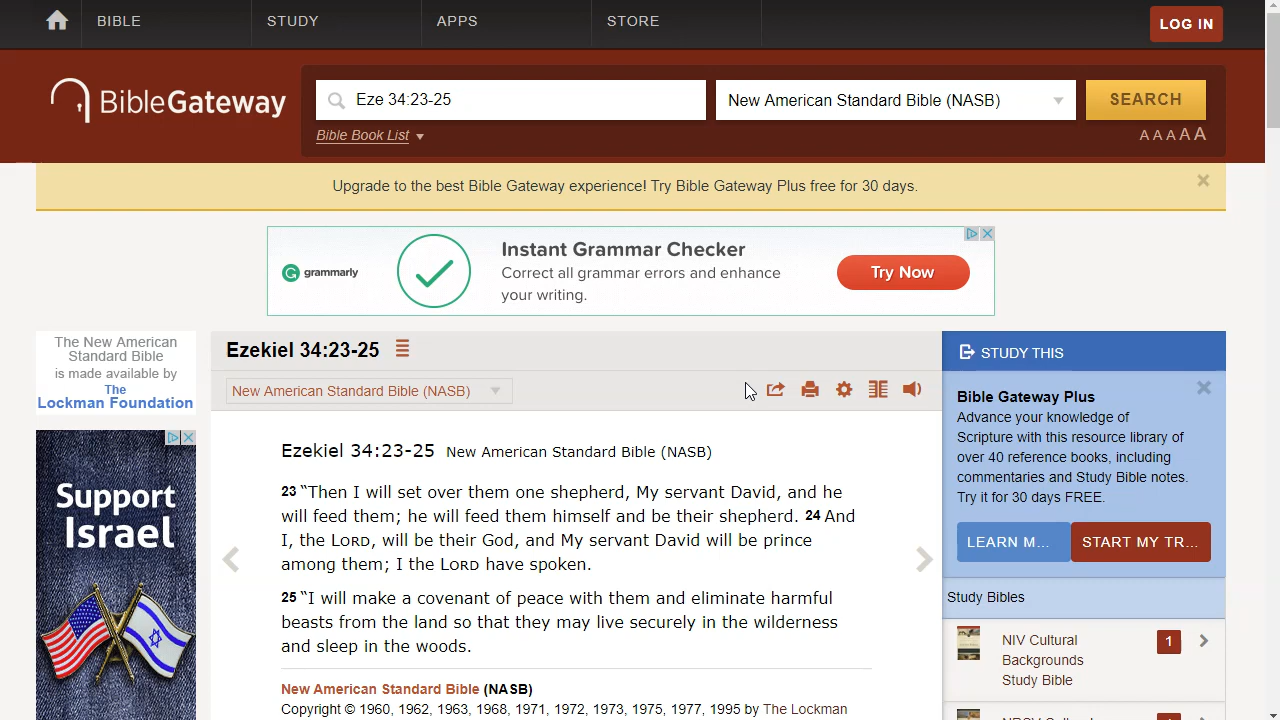 BIBLE STUDY APPS STORE LOG IN
BibleGateway
Eze 34:23-25
New American Standard Bible (NASB)
SEARCH
Bible Book List
A A A A A
Upgrade to the best Bible Gateway experience! Try Bible Gateway Plus free for 30 days.
grammarly
Instant Grammar Checker
Correct all grammar errors and enhance
your writing.
Try Now
The New American
Standard Bible
is made available by
The
Lockman Foundation
Support
Israel
Ezekiel 34:23-25
New American Standard Bible (NASB)
Ezekiel 34:23-25 New American Standard Bible (NASB)
23 “Then I will set over them one shepherd, My servant David, and he
will feed them; he will feed them himself and be their shepherd. 24 And
I, the LORD, will be their God, and My servant David will be prince
among them; I the LORD have spoken.
25 “I will make a covenant of peace with them and eliminate harmful
beasts from the land so that they may live securely in the wilderness
and sleep in the woods.
New American Standard Bible (NASB)
Copyright © 1960, 1962, 1963, 1968, 1971, 1972, 1973, 1975, 1977, 1995 by The Lockman
STUDY THIS
Bible Gateway Plus
Advance your knowledge of
Scripture with this resource library of
over 40 reference books, including
commentaries and Study Bible notes.
Try it for 30 days FREE.
LEARN M...
START MY TR...
Study Bibles
NIV Cultural
Backgrounds
Study Bible
1